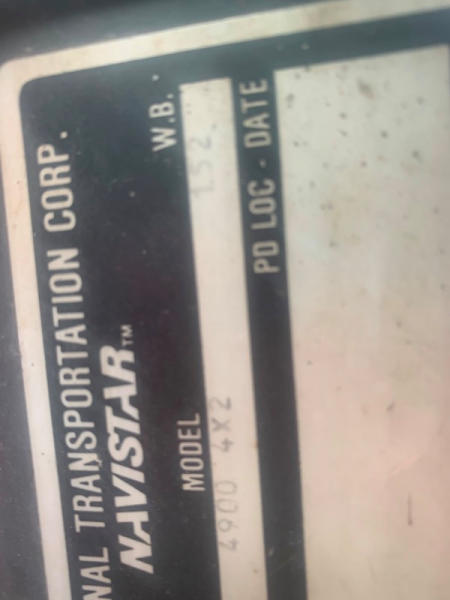 NAL TRANSPORTATION CORP.
NAVISTAR™
MODEL W.B.
4900 4X2 152
PD LOC - DATE